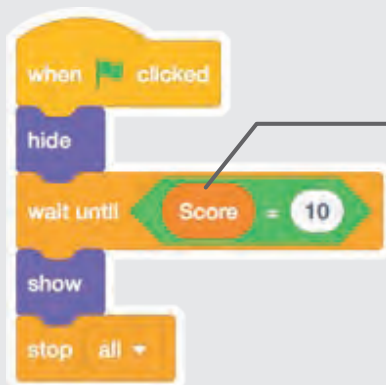 when clicked
hide
wait until Score = 10
show
stop all